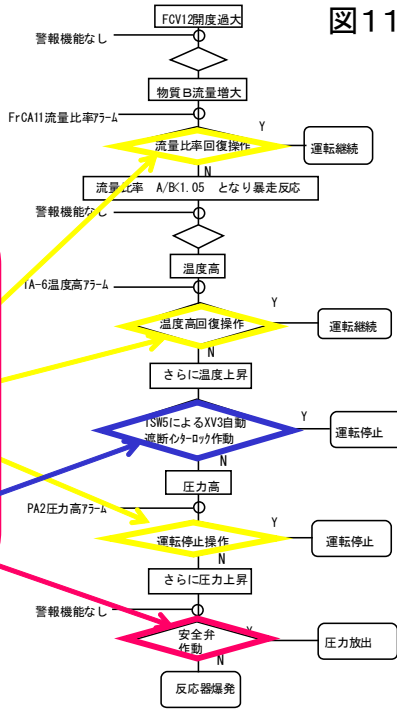 図11
FCV12開度過大
警報機能なし
物質B流量増大
FrCA11流量比率ｱﾗｰﾑ
流量比率回復操作
Y
運転継続
N
流量比率 A/B<1.05 となり暴走反応
警報機能なし
温度高
TA-6温度高ｱﾗｰﾑ
温度高回復操作
Y
運転継続
N
さらに温度上昇
TSW5によるXV3自動
遮断ｲﾝﾀｰﾛｯｸ作動
Y
運転停止
N
圧力高
PA2圧力高ｱﾗｰﾑ
運転停止操作
Y
運転停止
N
さらに圧力上昇
警報機能なし
安全弁
作動
Y
圧力放出
N
反応器爆発